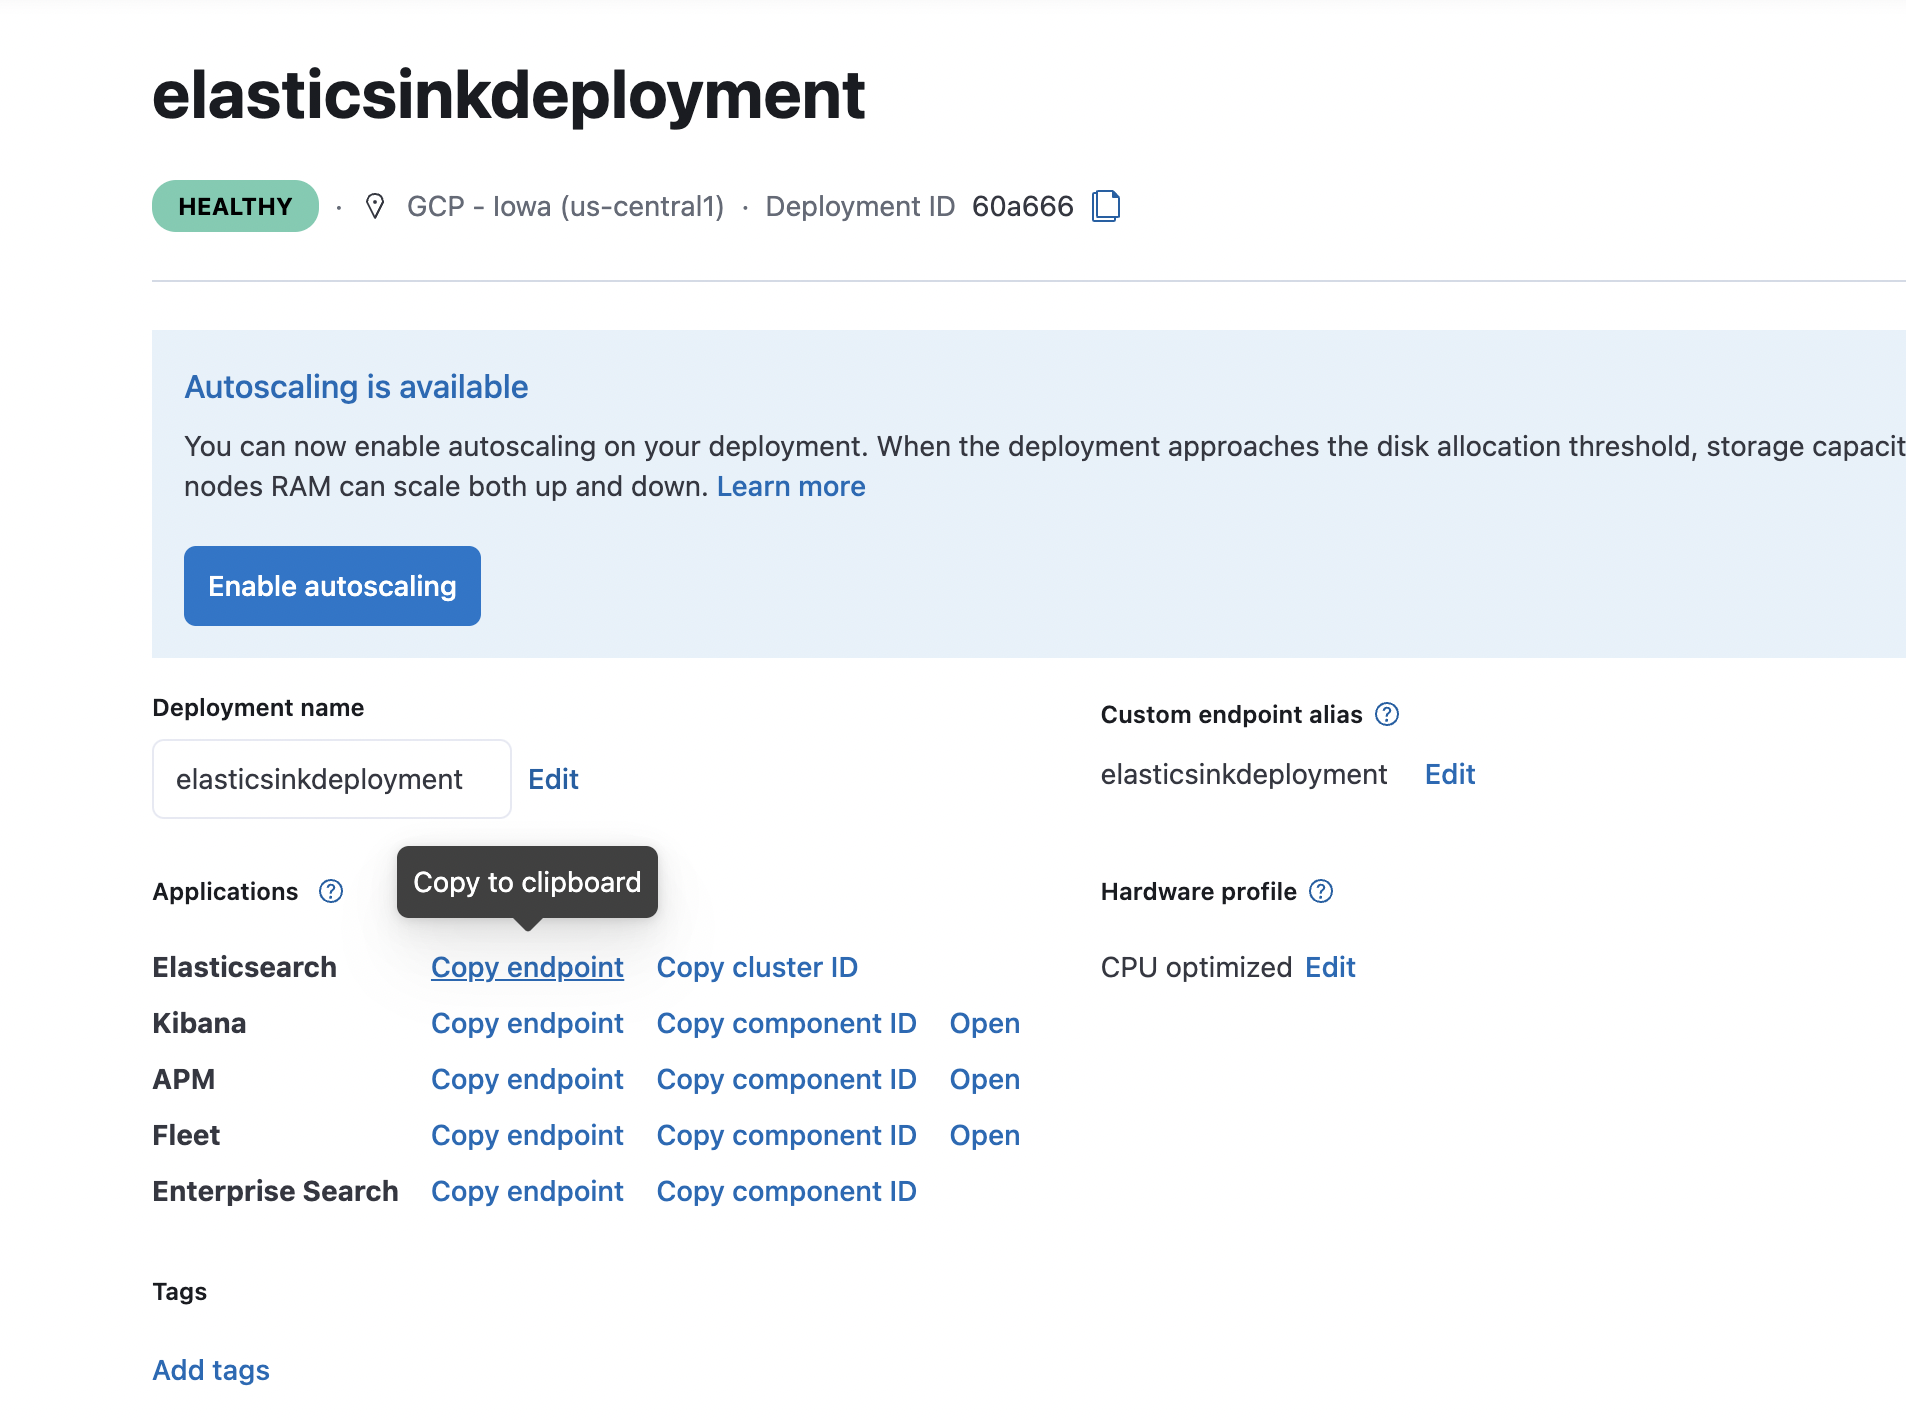 elasticsinkdeployment
HEALTHY · GCP - Iowa (us-central1) · Deployment ID 60a666
Autoscaling is available
You can now enable autoscaling on your deployment. When the deployment approaches the disk allocation threshold, storage capacit
nodes RAM can scale both up and down. Learn more
Enable autoscaling
Deployment name
elasticsinkdeployment Edit
Custom endpoint alias ?
elasticsinkdeployment Edit
Copy to clipboard
Applications ?
Elasticsearch Copy endpoint Copy cluster ID
Kibana Copy endpoint Copy component ID Open
APM Copy endpoint Copy component ID Open
Fleet Copy endpoint Copy component ID Open
Enterprise Search Copy endpoint Copy component ID
Hardware profile ?
CPU optimized Edit
Tags
Add tags